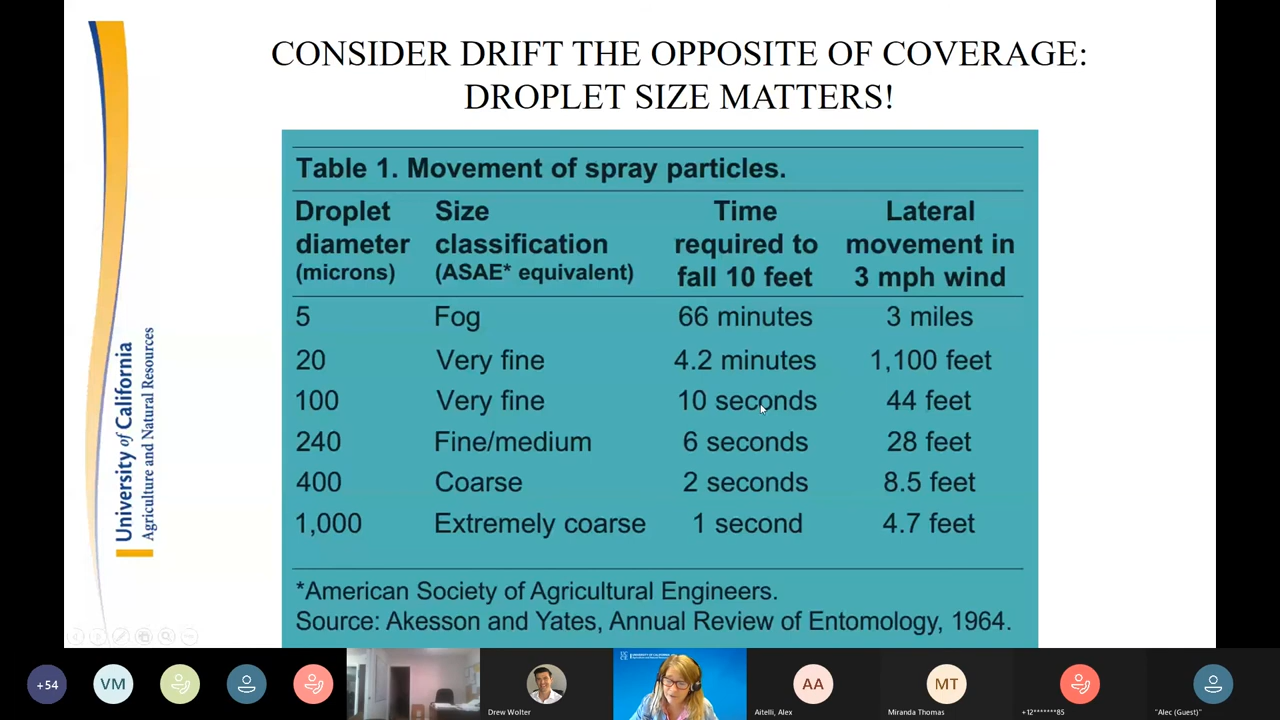 CONSIDER DRIFT THE OPPOSITE OF COVERAGE:
DROPLET SIZE MATTERS!
University of California
Agriculture and Natural Resources
Table 1. Movement of spray particles.
Droplet diameter (microns)
Size classification (ASAE* equivalent)
Time required to fall 10 feet
Lateral movement in 3 mph wind
5 Fog 66 minutes 3 miles
20 Very fine 4.2 minutes 1,100 feet
100 Very fine 10 seconds 44 feet
240 Fine/medium 6 seconds 28 feet
400 Coarse 2 seconds 8.5 feet
1,000 Extremely coarse 1 second 4.7 feet
*American Society of Agricultural Engineers.
Source: Akesson and Yates, Annual Review of Entomology, 1964.
+54
VM
AA
MT
Drew Wolter
Aitelli, Alex
Miranda Thomas
+12*******85
"Alec (Guest)"